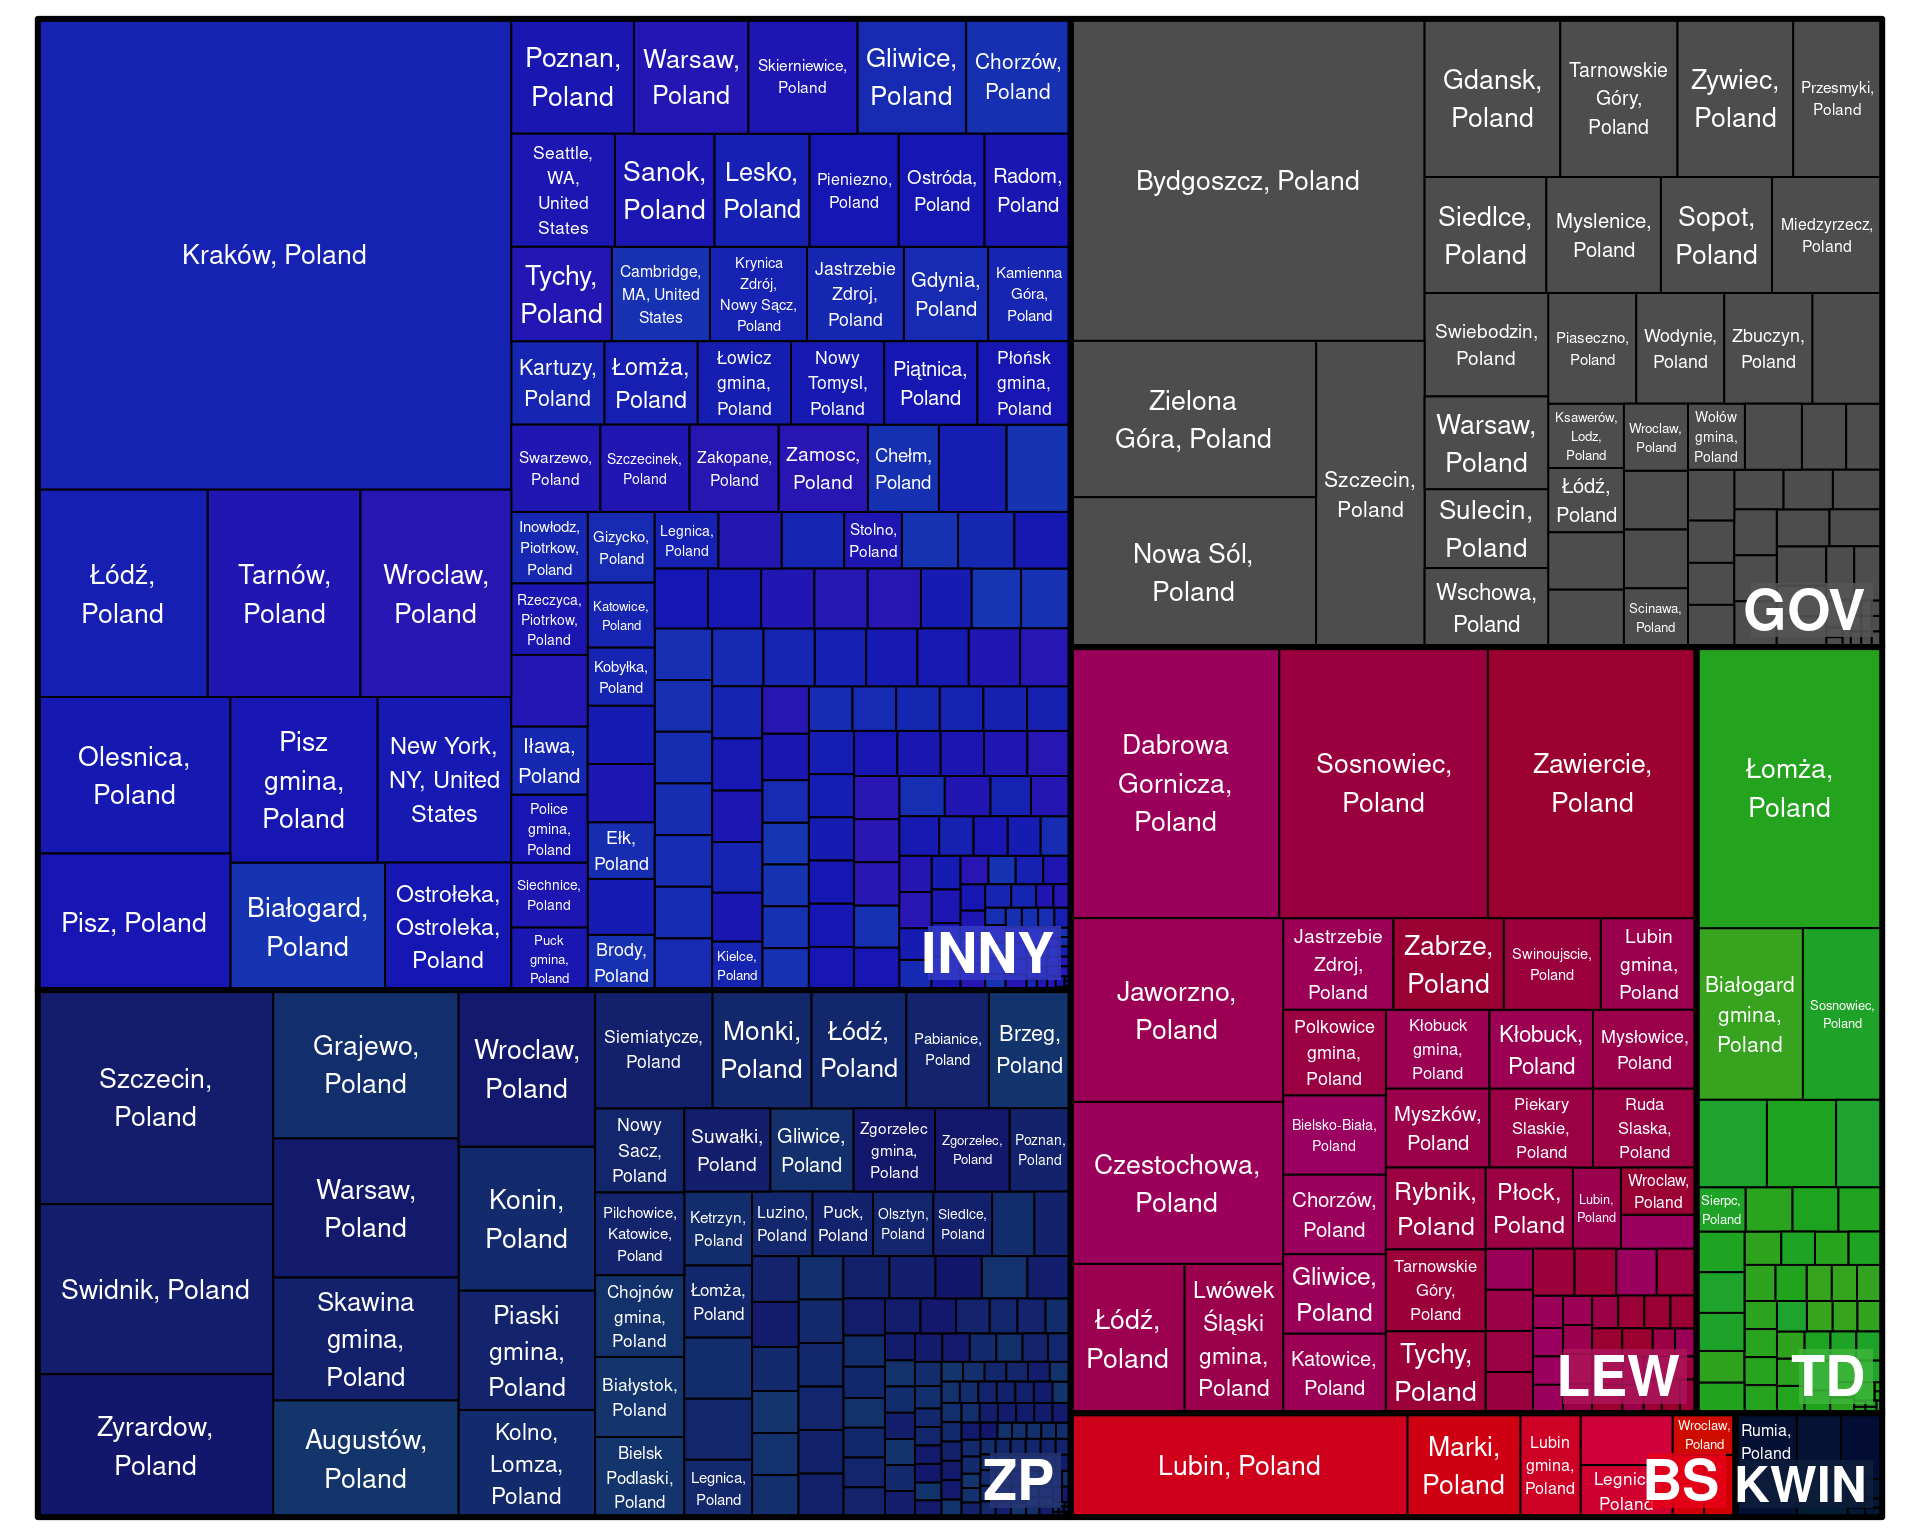 Kraków, Poland
Poznan,
Poland
Warsaw,
Poland
Skierniewice,
Poland
Gliwice,
Poland
Chorzów,
Poland
Seattle,
WA,
United
States
Sanok,
Poland
Lesko,
Poland
Pieniezno,
Poland
Ostróda,
Poland
Radom,
Poland
Tychy,
Poland
Cambridge,
MA, United
States
Krynica
Zdrój,
Nowy Sącz,
Poland
Jastrzebie
Zdroj,
Poland
Gdynia,
Poland
Kamienna
Góra,
Poland
Kartuzy,
Poland
Łomża,
Poland
Łowicz
gmina,
Poland
Nowy
Tomysl,
Poland
Piątnica,
Poland
Płońsk
gmina,
Poland
Swarzewo,
Poland
Szczecinek,
Poland
Zakopane,
Poland
Zamosc,
Poland
Chełm,
Poland
Łódź,
Poland
Tarnów,
Poland
Wroclaw,
Poland
Inowłodz,
Piotrkow,
Poland
Gizycko,
Poland
Legnica,
Poland
Stolno,
Poland
Rzeczyca,
Piotrkow,
Poland
Katowice,
Poland
Kobyłka,
Poland
Olesnica,
Poland
Pisz
gmina,
Poland
New York,
NY, United
States
Iława,
Poland
Police
gmina,
Poland
Ełk,
Poland
Pisz, Poland
Białogard,
Poland
Ostrołeka,
Ostroleka,
Poland
Siechnice,
Poland
Puck
gmina,
Poland
Brody,
Poland
Kielce,
Poland
INNY
Bydgoszcz, Poland
Gdansk,
Poland
Tarnowskie
Góry,
Poland
Zywiec,
Poland
Przesmyki,
Poland
Siedlce,
Poland
Myslenice,
Poland
Sopot,
Poland
Miedzyrzecz,
Poland
Swiebodzin,
Poland
Piaseczno,
Poland
Wodynie,
Poland
Zbuczyn,
Poland
Zielona
Góra, Poland
Szczecin,
Poland
Nowa Sól,
Poland
Warsaw,
Poland
Ksawerów,
Lodz,
Poland
Wroclaw,
Poland
Wołów
gmina,
Poland
Sulecin,
Poland
Łódź,
Poland
Wschowa,
Poland
Scinawa,
Poland
GOV
Dabrowa
Gornicza,
Poland
Sosnowiec,
Poland
Zawiercie,
Poland
Jaworzno,
Poland
Jastrzebie
Zdroj,
Poland
Zabrze,
Poland
Swinoujscie,
Poland
Lubin
gmina,
Poland
Polkowice
gmina,
Poland
Kłobuck
gmina,
Poland
Kłobuck,
Poland
Mysłowice,
Poland
Czestochowa,
Poland
Bielsko-Biała,
Poland
Myszków,
Poland
Piekary
Slaskie,
Poland
Ruda
Slaska,
Poland
Chorzów,
Poland
Rybnik,
Poland
Płock,
Poland
Lubin,
Poland
Wroclaw,
Poland
Łódź,
Poland
Lwówek
Śląski
gmina,
Poland
Gliwice,
Poland
Tarnowskie
Góry,
Poland
Katowice,
Poland
Tychy,
Poland
LEW
Łomża,
Poland
Białogard
gmina,
Poland
Sosnowiec,
Poland
Sierpc,
Poland
TD
Szczecin,
Poland
Grajewo,
Poland
Wroclaw,
Poland
Siemiatycze,
Poland
Monki,
Poland
Łódź,
Poland
Pabianice,
Poland
Brzeg,
Poland
Nowy
Sacz,
Poland
Suwałki,
Poland
Gliwice,
Poland
Zgorzelec
gmina,
Poland
Zgorzelec,
Poland
Poznan,
Poland
Warsaw,
Poland
Konin,
Poland
Pilchowice,
Katowice,
Poland
Ketrzyn,
Poland
Luzino,
Poland
Puck,
Poland
Olsztyn,
Poland
Siedlce,
Poland
Swidnik, Poland
Skawina
gmina,
Poland
Piaski
gmina,
Poland
Chojnów
gmina,
Poland
Łomża,
Poland
Zyrardow,
Poland
Augustów,
Poland
Kolno,
Lomza,
Poland
Białystok,
Poland
Bielsk
Podlaski,
Poland
Legnica,
Poland
ZP
Lubin, Poland
Marki,
Poland
Lubin
gmina,
Poland
Legnica,
Poland
Wroclaw,
Poland
BS
Rumia,
Poland
KWIN